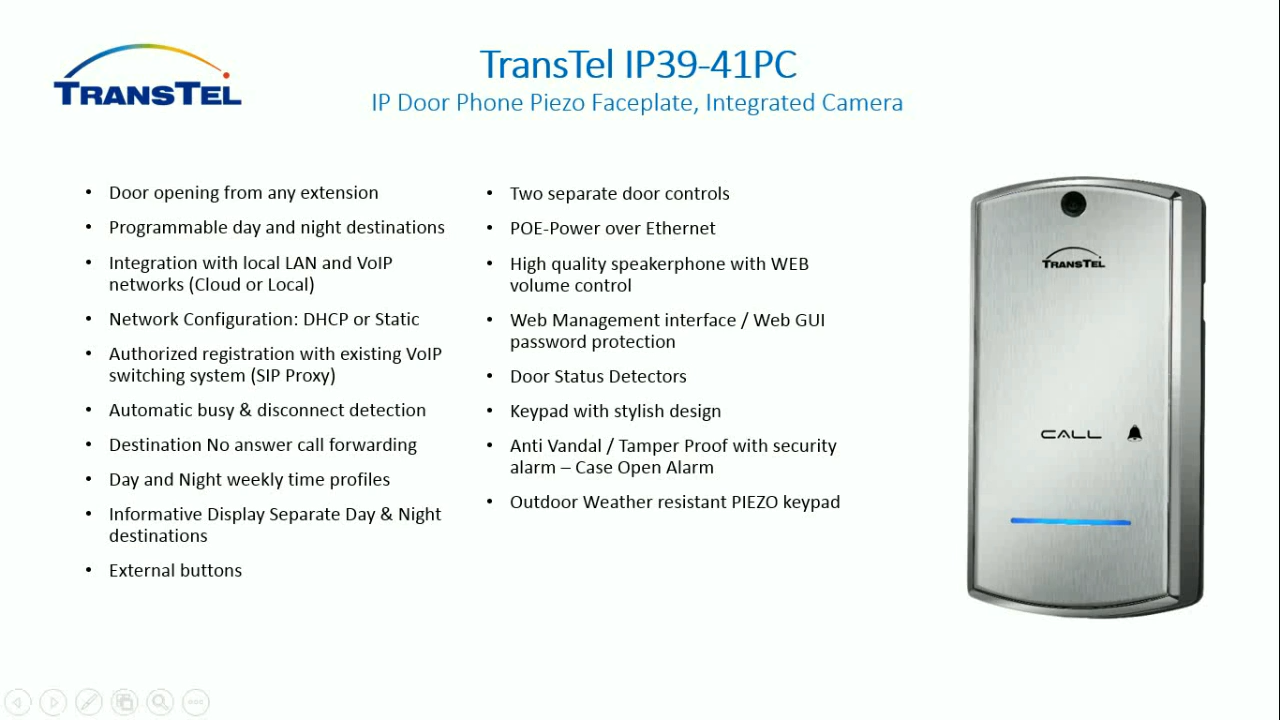 TRANSTEL
TransTel IP39-41PC
IP Door Phone Piezo Faceplate, Integrated Camera
• Door opening from any extension
• Programmable day and night destinations
• Integration with local LAN and VoIP
networks (Cloud or Local)
• Network Configuration: DHCP or Static
• Authorized registration with existing VoIP
switching system (SIP Proxy)
• Automatic busy & disconnect detection
• Destination No answer call forwarding
• Day and Night weekly time profiles
• Informative Display Separate Day & Night
destinations
• External buttons
• Two separate door controls
• POE-Power over Ethernet
• High quality speakerphone with WEB
volume control
• Web Management interface / Web GUI
password protection
• Door Status Detectors
• Keypad with stylish design
• Anti Vandal / Tamper Proof with security
alarm – Case Open Alarm
• Outdoor Weather resistant PIEZO keypad
TRANSTEL
CALL